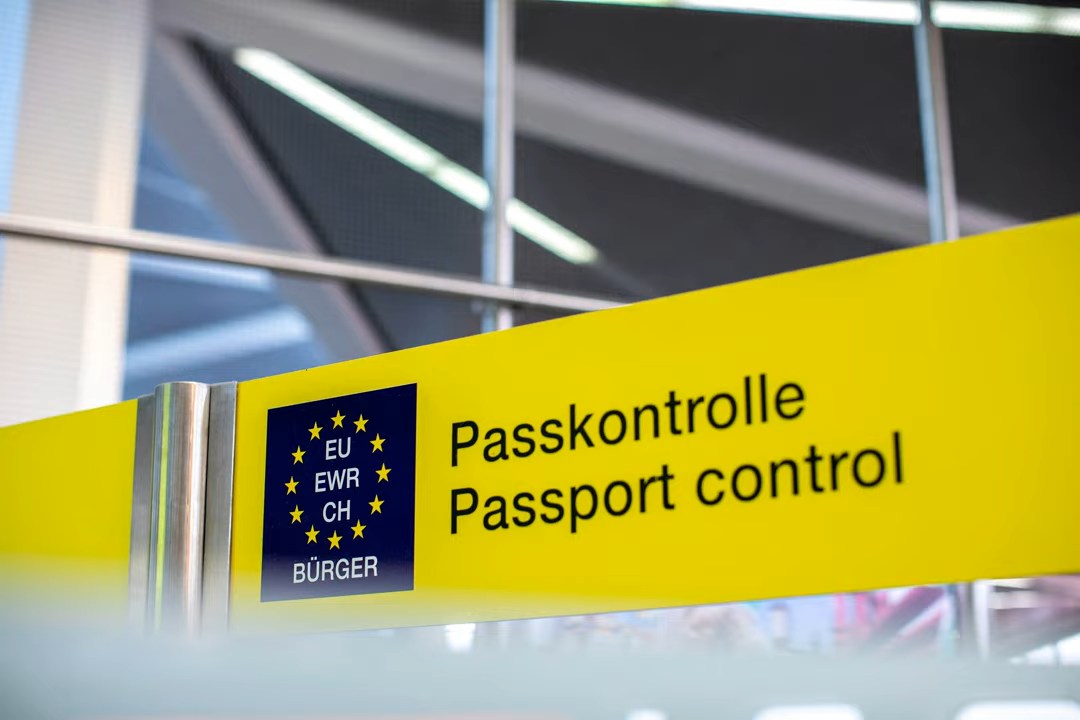 EU
EWR
CH
BÜRGER
Passkontrolle
Passport control